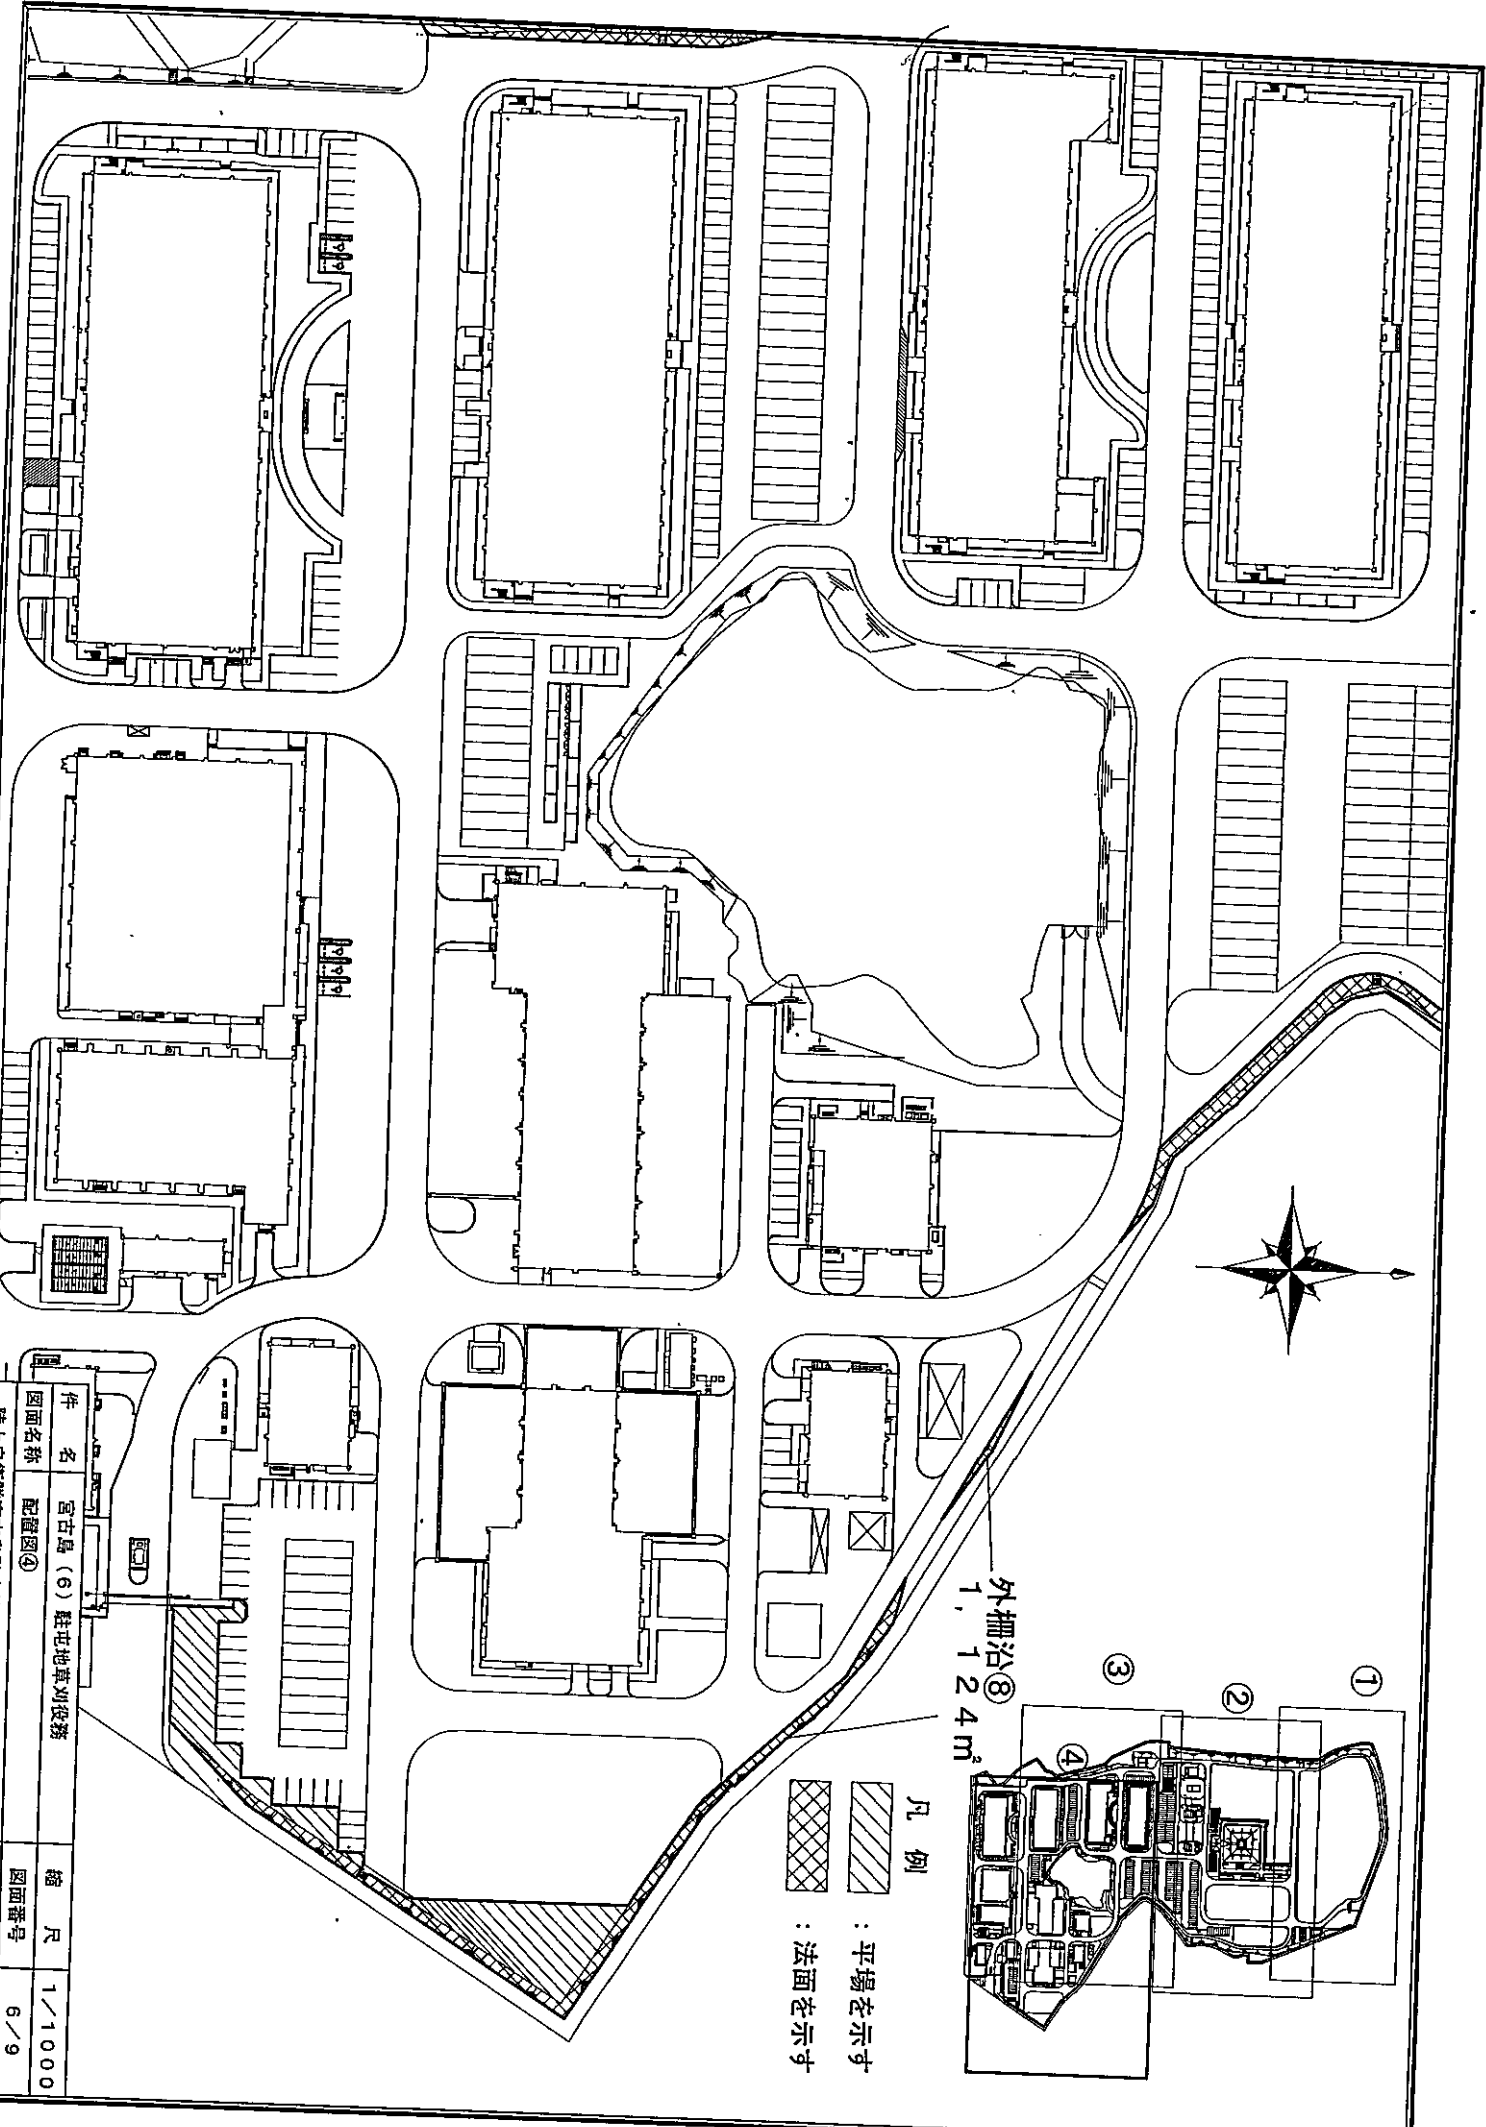 ①
②
③
④
外柵沿⑧
1,124㎡
凡 例
：平場を示す
：法面を示す
件 名 宮古島（6）駐屯地草刈役務 縮 尺 1／1000
図面名称 配置図④ 図面番号 6／9